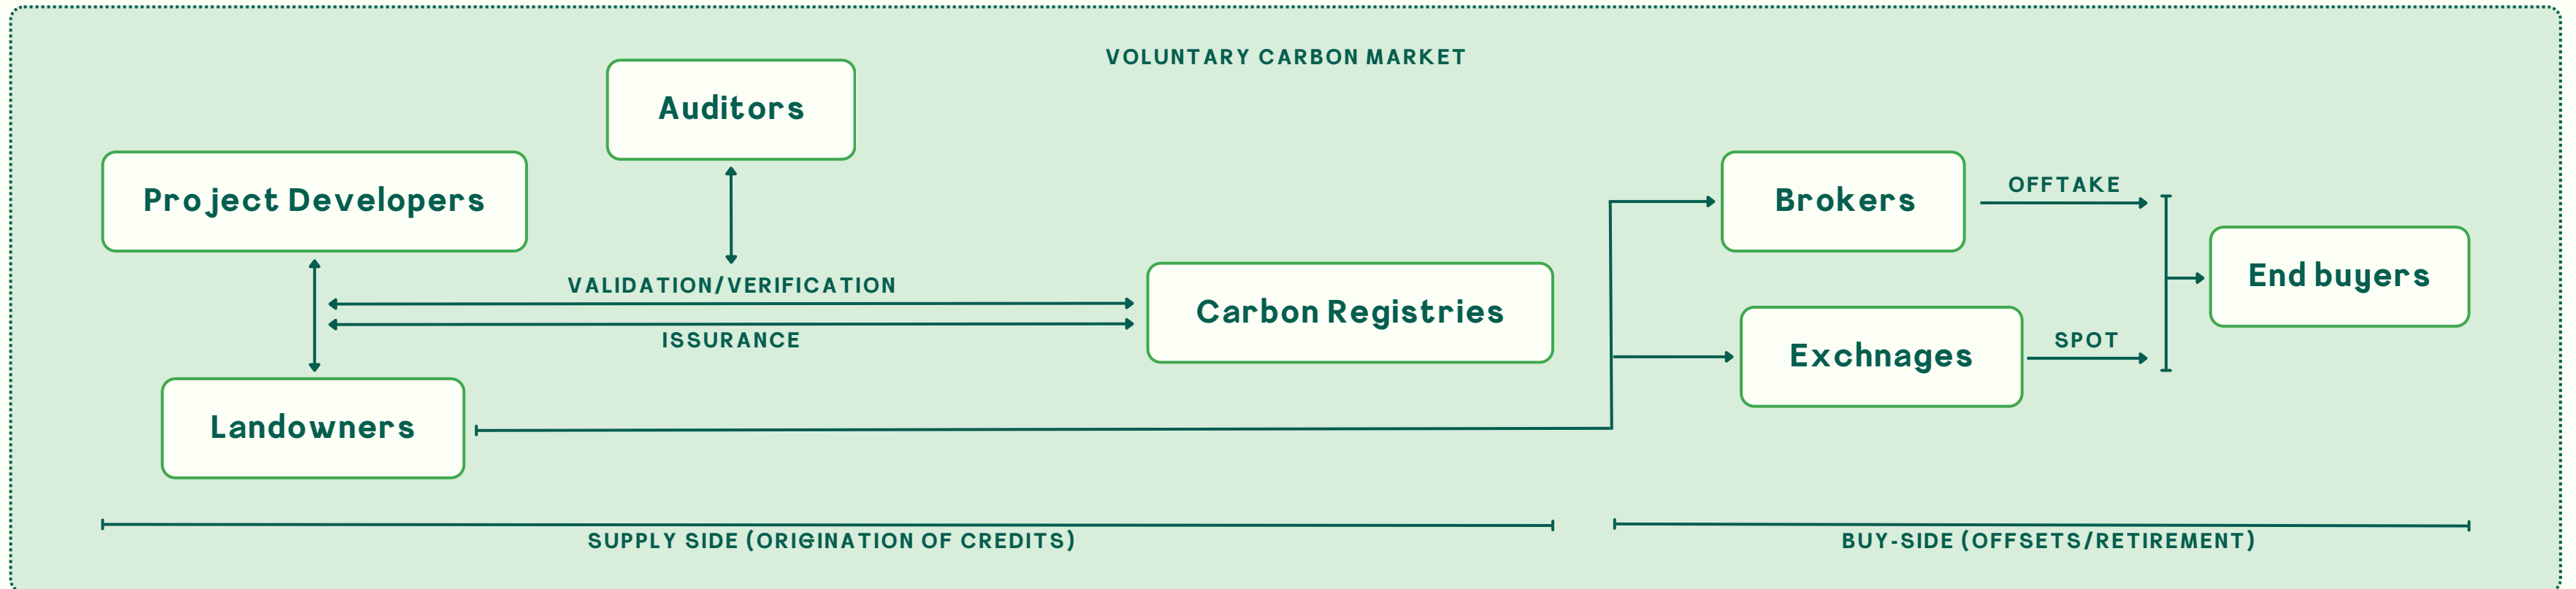 VOLUNTARY CARBON MARKET
Auditors
Project Developers
Brokers
OFFTAKE
End buyers
VALIDATION/VERIFICATION
Carbon Registries
ISSURANCE
Exchnages
SPOT
Landowners
SUPPLY SIDE (ORIGINATION OF CREDITS)
BUY-SIDE (OFFSETS/RETIREMENT)